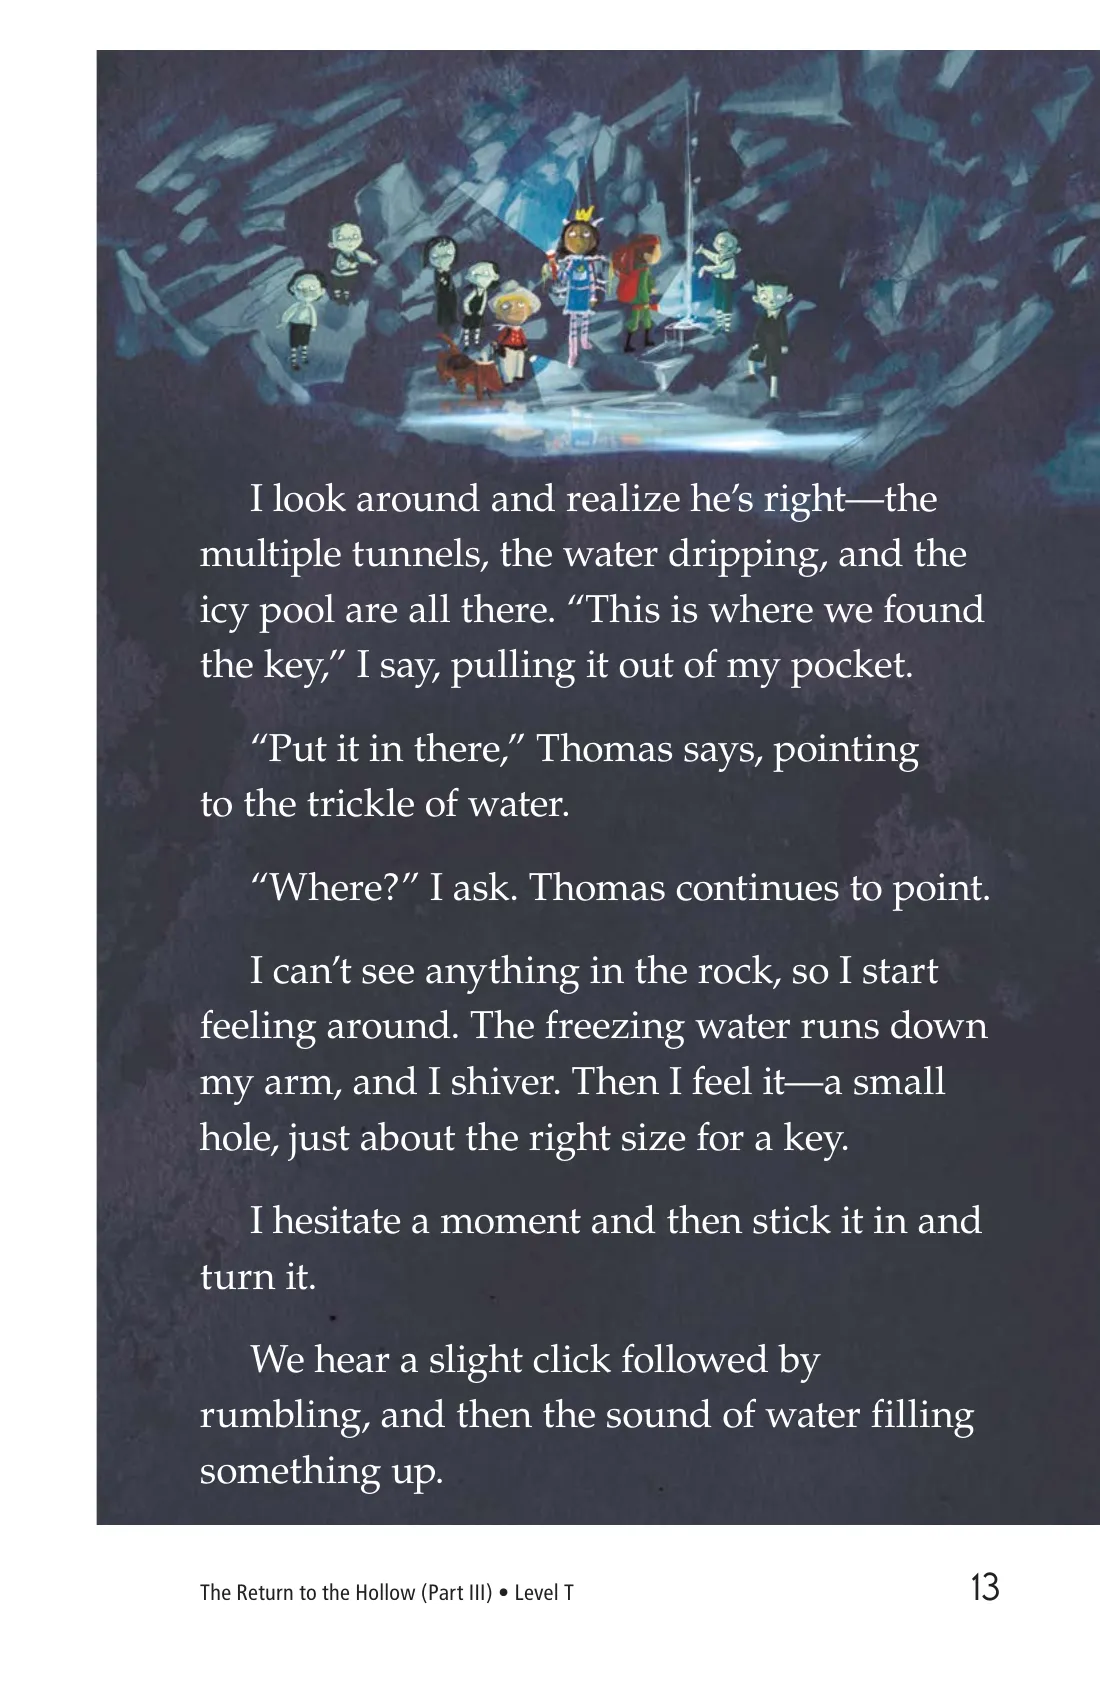 I look around and realize he’s right—the
multiple tunnels, the water dripping, and the
icy pool are all there. “This is where we found
the key,” I say, pulling it out of my pocket.
“Put it in there,” Thomas says, pointing
to the trickle of water.
“Where?” I ask. Thomas continues to point.
I can’t see anything in the rock, so I start
feeling around. The freezing water runs down
my arm, and I shiver. Then I feel it—a small
hole, just about the right size for a key.
I hesitate a moment and then stick it in and
turn it.
We hear a slight click followed by
rumbling, and then the sound of water filling
something up.
The Return to the Hollow (Part III) • Level T
13